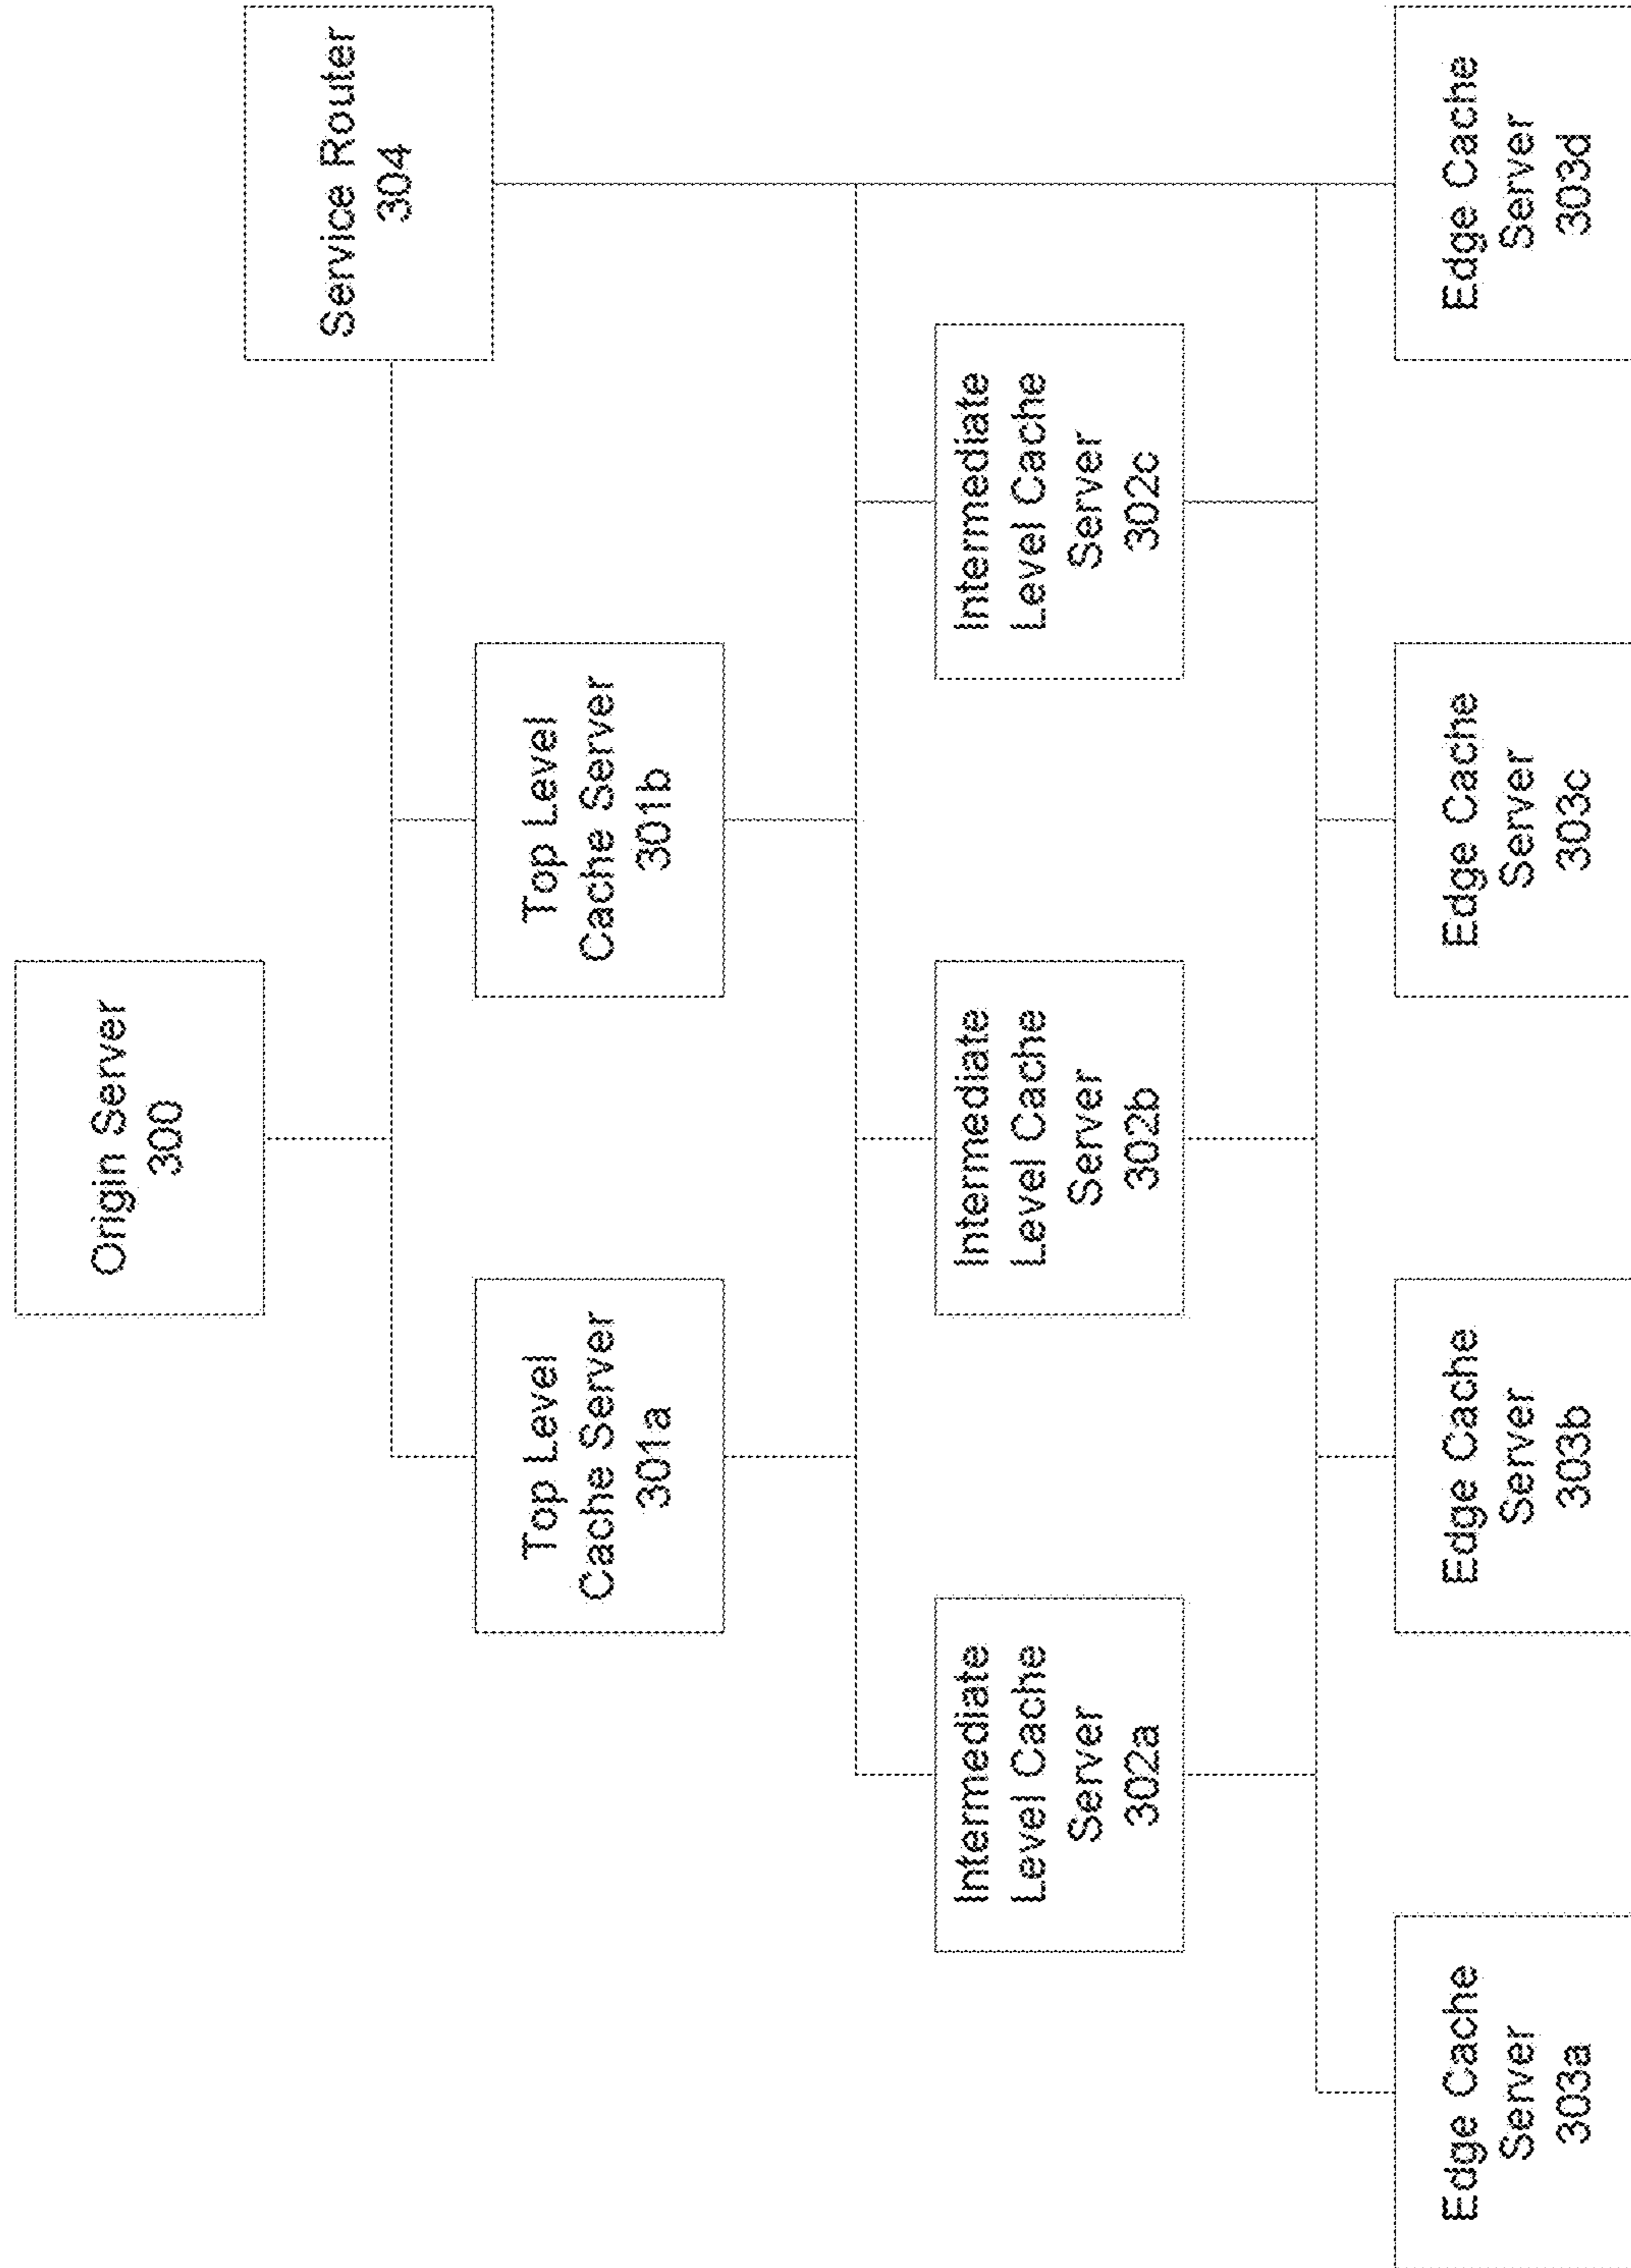 Origin Server
300
Service Router
304
Top Level
Cache Server
301a
Top Level
Cache Server
301b
Intermediate
Level Cache
Server
302a
Intermediate
Level Cache
Server
302b
Intermediate
Level Cache
Server
302c
Edge Cache
Server
303a
Edge Cache
Server
303b
Edge Cache
Server
303c
Edge Cache
Server
303d